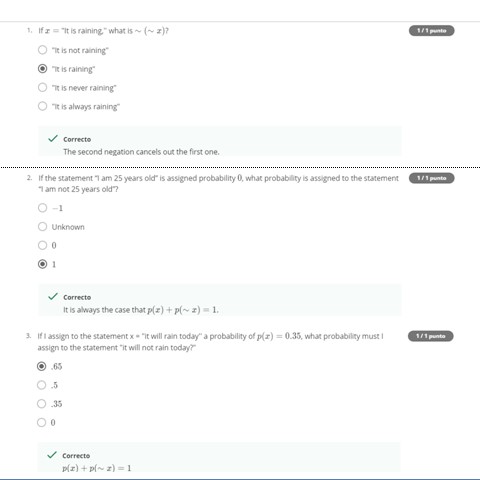 1. If x = "It is raining," what is ∼ (∼ x)?
1 / 1 punto
"It is not raining"
"It is raining"
"It is never raining"
"It is always raining"
Correcto
The second negation cancels out the first one.
2. If the statement "I am 25 years old" is assigned probability 0, what probability is assigned to the statement
"I am not 25 years old"?
1 / 1 punto
−1
Unknown
0
1
Correcto
It is always the case that p(x) + p(∼ x) = 1.
3. If I assign to the statement x = "it will rain today" a probability of p(x) = 0.35, what probability must I
assign to the statement "it will not rain today?"
1 / 1 punto
.65
.5
.35
0
Correcto
p(x) + p(∼ x) = 1